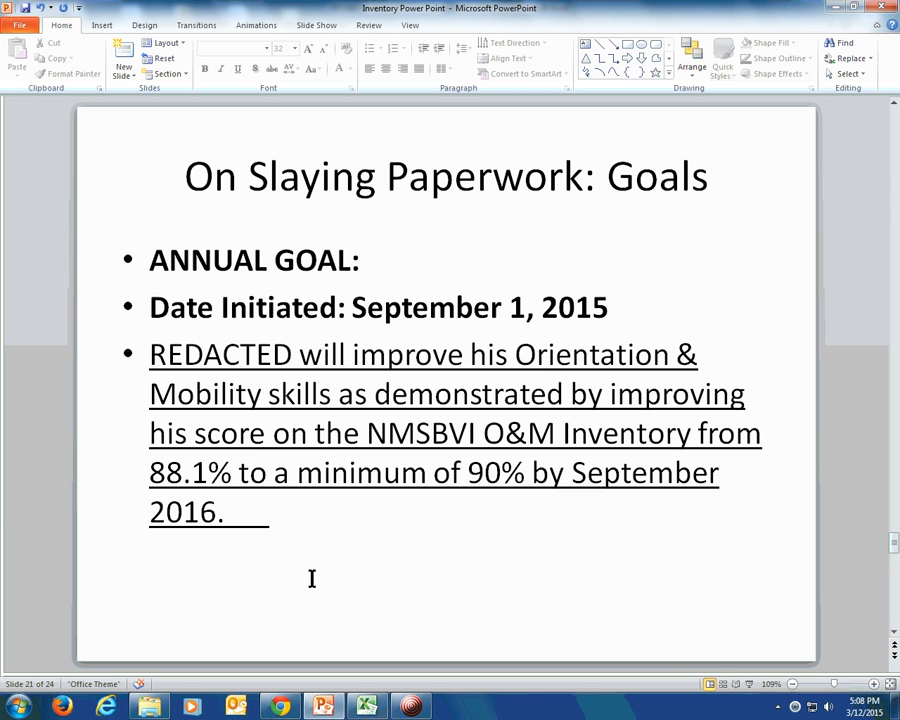 Inventory Power Point - Microsoft PowerPoint
File Home Insert Design Transitions Animations Slide Show Review View
Paste
Cut
Copy
Format Painter
Clipboard
New
Slide
Layout
Reset
Section
Slides
32
B I U S abc AV Aa A
Font
Text Direction
Align Text
Convert to SmartArt
Paragraph
Arrange
Quick
Styles
Shape Fill
Shape Outline
Shape Effects
Drawing
Find
Replace
Select
Editing
On Slaying Paperwork: Goals
• ANNUAL GOAL:
• Date Initiated: September 1, 2015
• REDACTED will improve his Orientation &
Mobility skills as demonstrated by improving
his score on the NMSBVI O&M Inventory from
88.1% to a minimum of 90% by September
2016.
Slide 21 of 24 "Office Theme" 109%
5:08 PM
3/12/2015